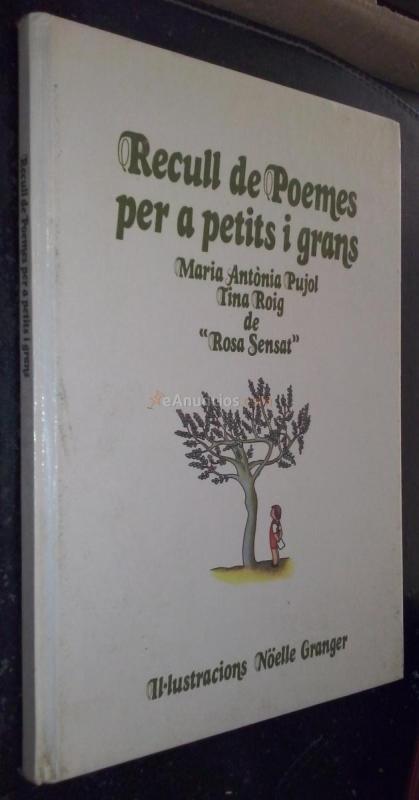 Recull de Poemes
per a petits i grans
Maria Antònia Pujol
Tina Roig
de
"Rosa Sensat"
eAnuncios.com
Il·lustracions Nöelle Granger
Recull de Poemes per a petits i grans